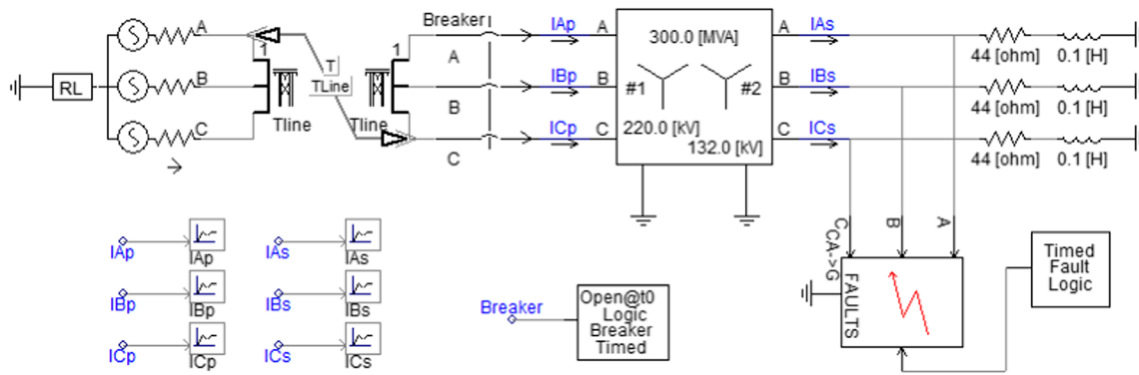 RL
A
B
C
1
Tline
T
TLine
1
Tline
Breaker
A
B
C
IAp
IBp
ICp
A
B
C
300.0 [MVA]
#1
#2
220.0 [kV]
132.0 [kV]
A
B
C
IAs
IBs
ICs
44 [ohm]
0.1 [H]
44 [ohm]
0.1 [H]
44 [ohm]
0.1 [H]
C
B
A
CA->G
FAULTS
Timed
Fault
Logic
IAp
IAp
IAs
IAs
IBp
IBp
IBs
IBs
ICp
ICp
ICs
ICs
Breaker
Open@t0
Logic
Breaker
Timed